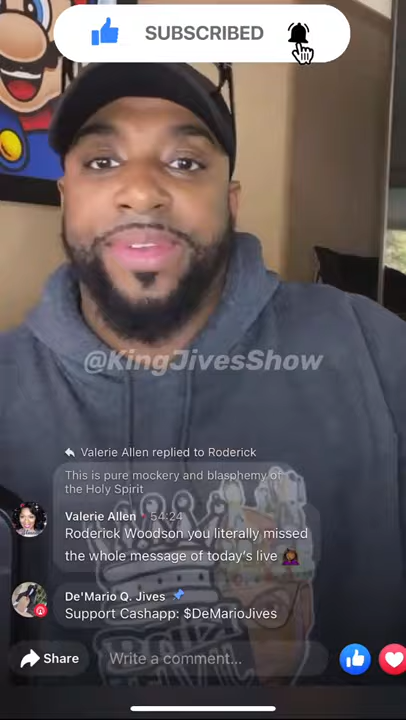 SUBSCRIBED
@KingJivesShow
Valerie Allen replied to Roderick
This is pure mockery and blasphemy of
the Holy Spirit
Valerie Allen 54:24
Roderick Woodson you literally missed
the whole message of today's live 🤦🏾‍♀️
De'Mario Q. Jives 📌
Support Cashapp: $DeMarioJives
Share
Write a comment...